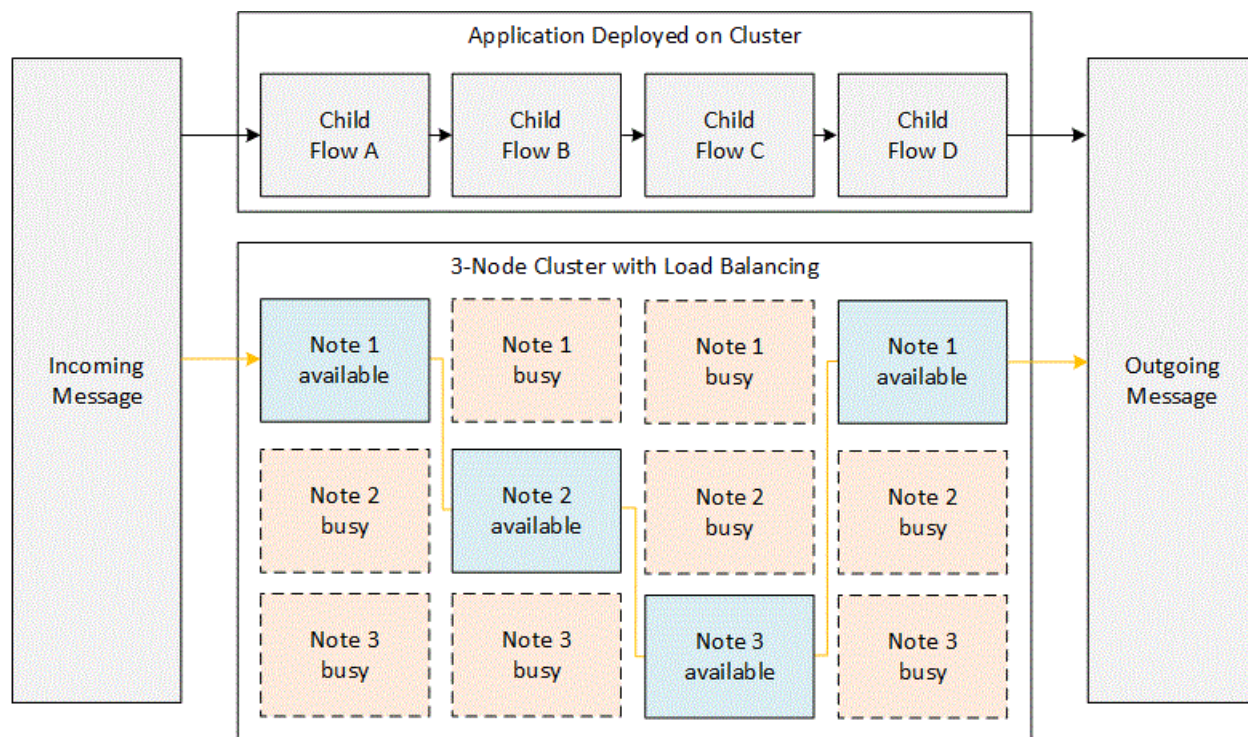 Application Deployed on Cluster
Child
Flow A
Child
Flow B
Child
Flow C
Child
Flow D
Incoming
Message
Outgoing
Message
3-Node Cluster with Load Balancing
Note 1
available
Note 1
busy
Note 1
busy
Note 1
available
Note 2
busy
Note 2
available
Note 2
busy
Note 2
busy
Note 3
busy
Note 3
busy
Note 3
available
Note 3
busy